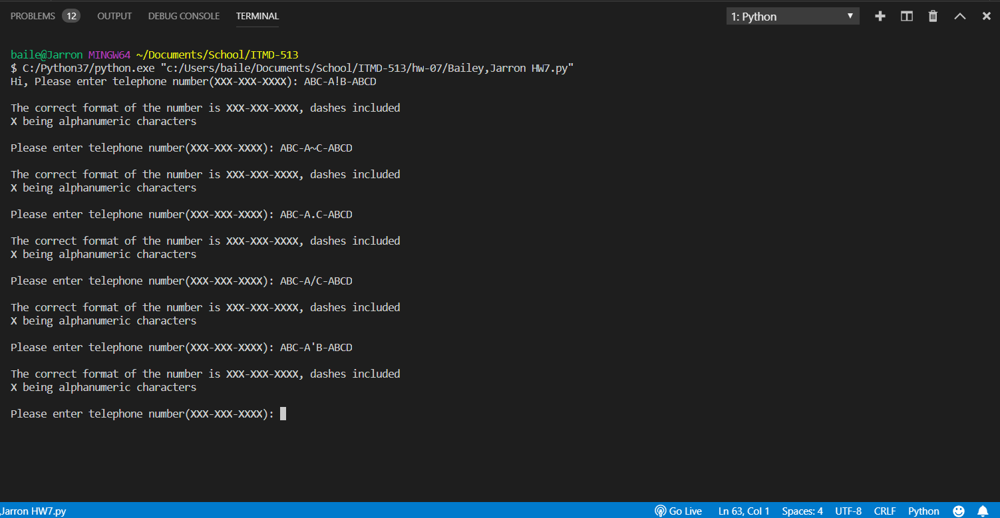 PROBLEMS 12 OUTPUT DEBUG CONSOLE TERMINAL 1: Python
baile@Jarron MINGW64 ~/Documents/School/ITMD-513
$ C:/Python37/python.exe "c:/Users/baile/Documents/School/ITMD-513/hw-07/Bailey,Jarron HW7.py"
Hi, Please enter telephone number(XXX-XXX-XXXX): ABC-A!B-ABCD
The correct format of the number is XXX-XXX-XXXX, dashes included
X being alphanumeric characters
Please enter telephone number(XXX-XXX-XXXX): ABC-A~C-ABCD
The correct format of the number is XXX-XXX-XXXX, dashes included
X being alphanumeric characters
Please enter telephone number(XXX-XXX-XXXX): ABC-A.C-ABCD
The correct format of the number is XXX-XXX-XXXX, dashes included
X being alphanumeric characters
Please enter telephone number(XXX-XXX-XXXX): ABC-A/C-ABCD
The correct format of the number is XXX-XXX-XXXX, dashes included
X being alphanumeric characters
Please enter telephone number(XXX-XXX-XXXX): ABC-A'B-ABCD
The correct format of the number is XXX-XXX-XXXX, dashes included
X being alphanumeric characters
Please enter telephone number(XXX-XXX-XXXX):
,Jarron HW7.py Go Live Ln 63, Col 1 Spaces: 4 UTF-8 CRLF Python